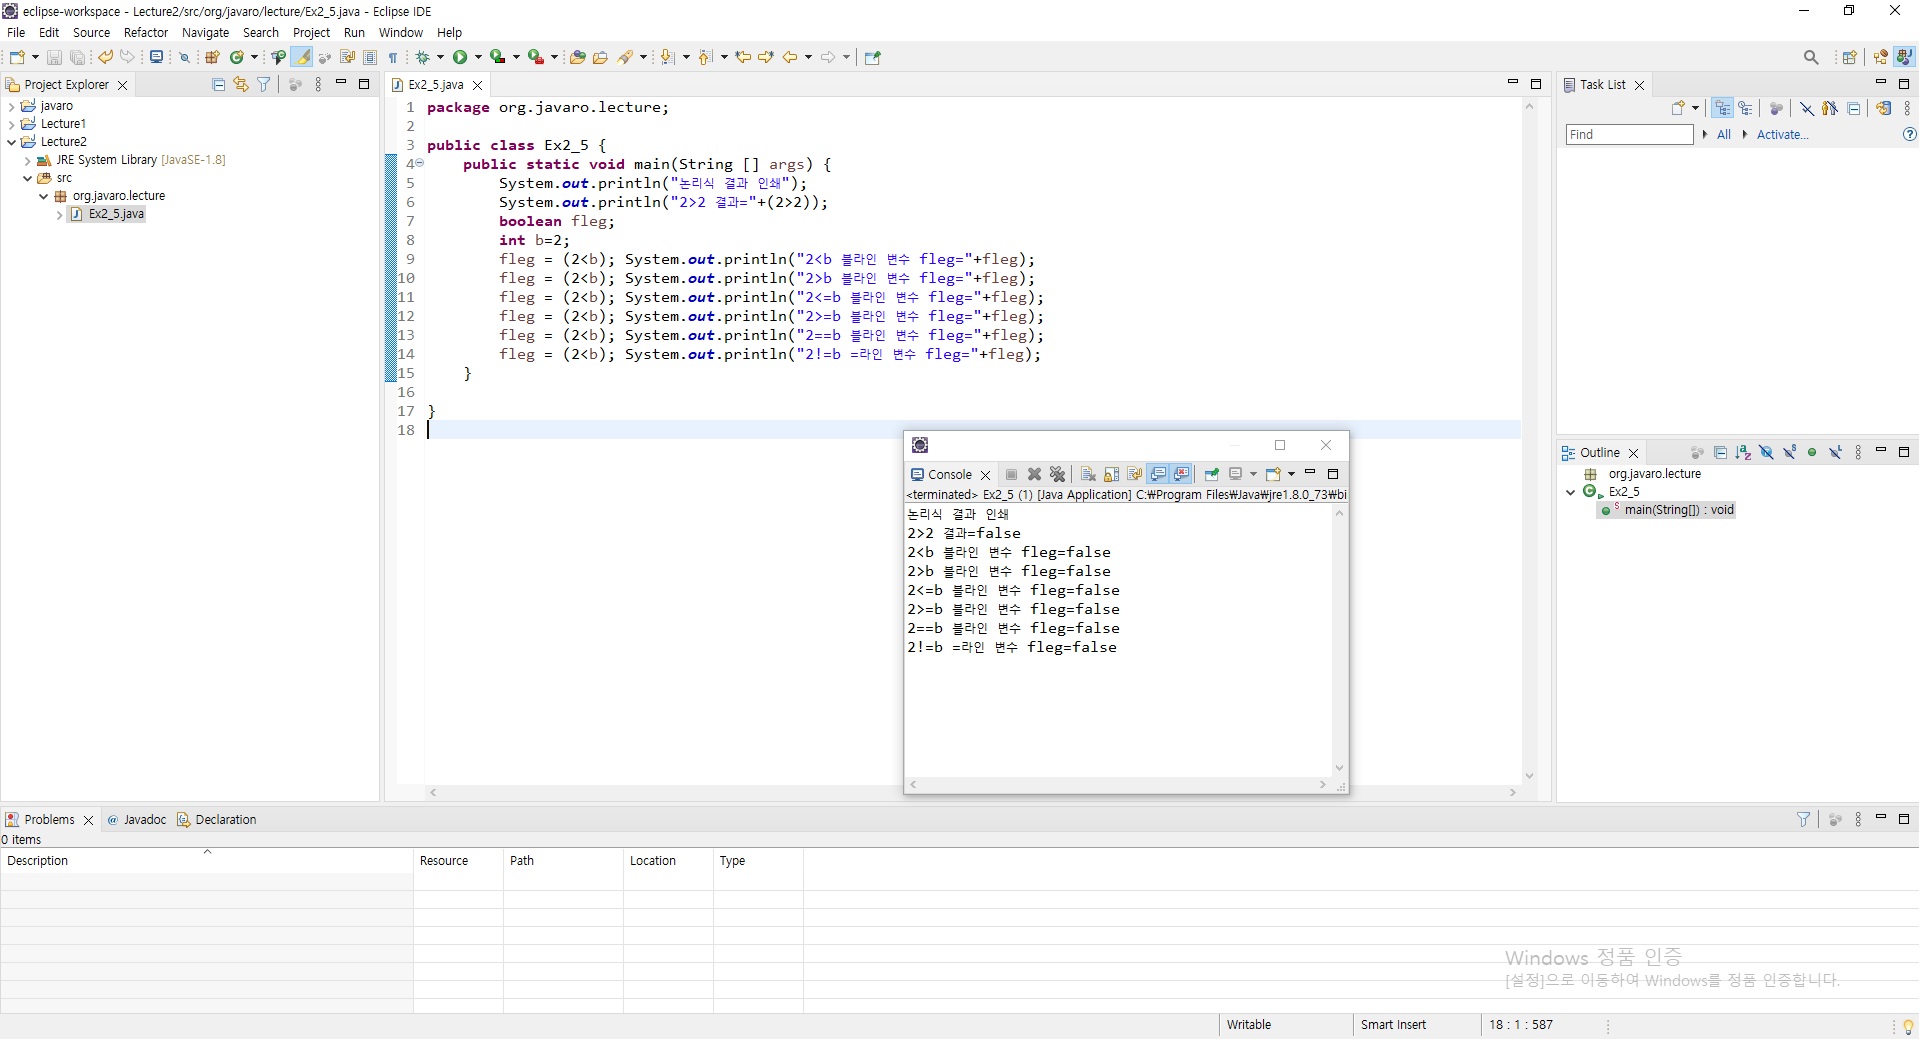 eclipse-workspace - Lecture2/src/org/javaro/lecture/Ex2_5.java - Eclipse IDE
File Edit Source Refactor Navigate Search Project Run Window Help
Project Explorer
javaro
Lecture1
Lecture2
JRE System Library [JavaSE-1.8]
src
org.javaro.lecture
Ex2_5.java
Ex2_5.java
1 package org.javaro.lecture;
2
3 public class Ex2_5 {
4 public static void main(String [] args) {
5 System.out.println("논리식 결과 인쇄");
6 System.out.println("2>2 결과="+(2>2));
7 boolean fleg;
8 int b=2;
9 fleg = (2<b); System.out.println("2<b 블라인 변수 fleg="+fleg);
10 fleg = (2<b); System.out.println("2>b 블라인 변수 fleg="+fleg);
11 fleg = (2<b); System.out.println("2<=b 블라인 변수 fleg="+fleg);
12 fleg = (2<b); System.out.println("2>=b 블라인 변수 fleg="+fleg);
13 fleg = (2<b); System.out.println("2==b 블라인 변수 fleg="+fleg);
14 fleg = (2<b); System.out.println("2!=b =라인 변수 fleg="+fleg);
15 }
16
17 }
18
Console
<terminated> Ex2_5 (1) [Java Application] C:₩Program Files₩Java₩jre1.8.0_73₩bi
논리식 결과 인쇄
2>2 결과=false
2<b 블라인 변수 fleg=false
2>b 블라인 변수 fleg=false
2<=b 블라인 변수 fleg=false
2>=b 블라인 변수 fleg=false
2==b 블라인 변수 fleg=false
2!=b =라인 변수 fleg=false
Task List
Find All Activate...
Outline
org.javaro.lecture
Ex2_5
main(String[]) : void
Problems Javadoc Declaration
0 items
Description Resource Path Location Type
Windows 정품 인증
[설정]으로 이동하여 Windows를 정품 인증합니다.
Writable Smart Insert 18 : 1 : 587